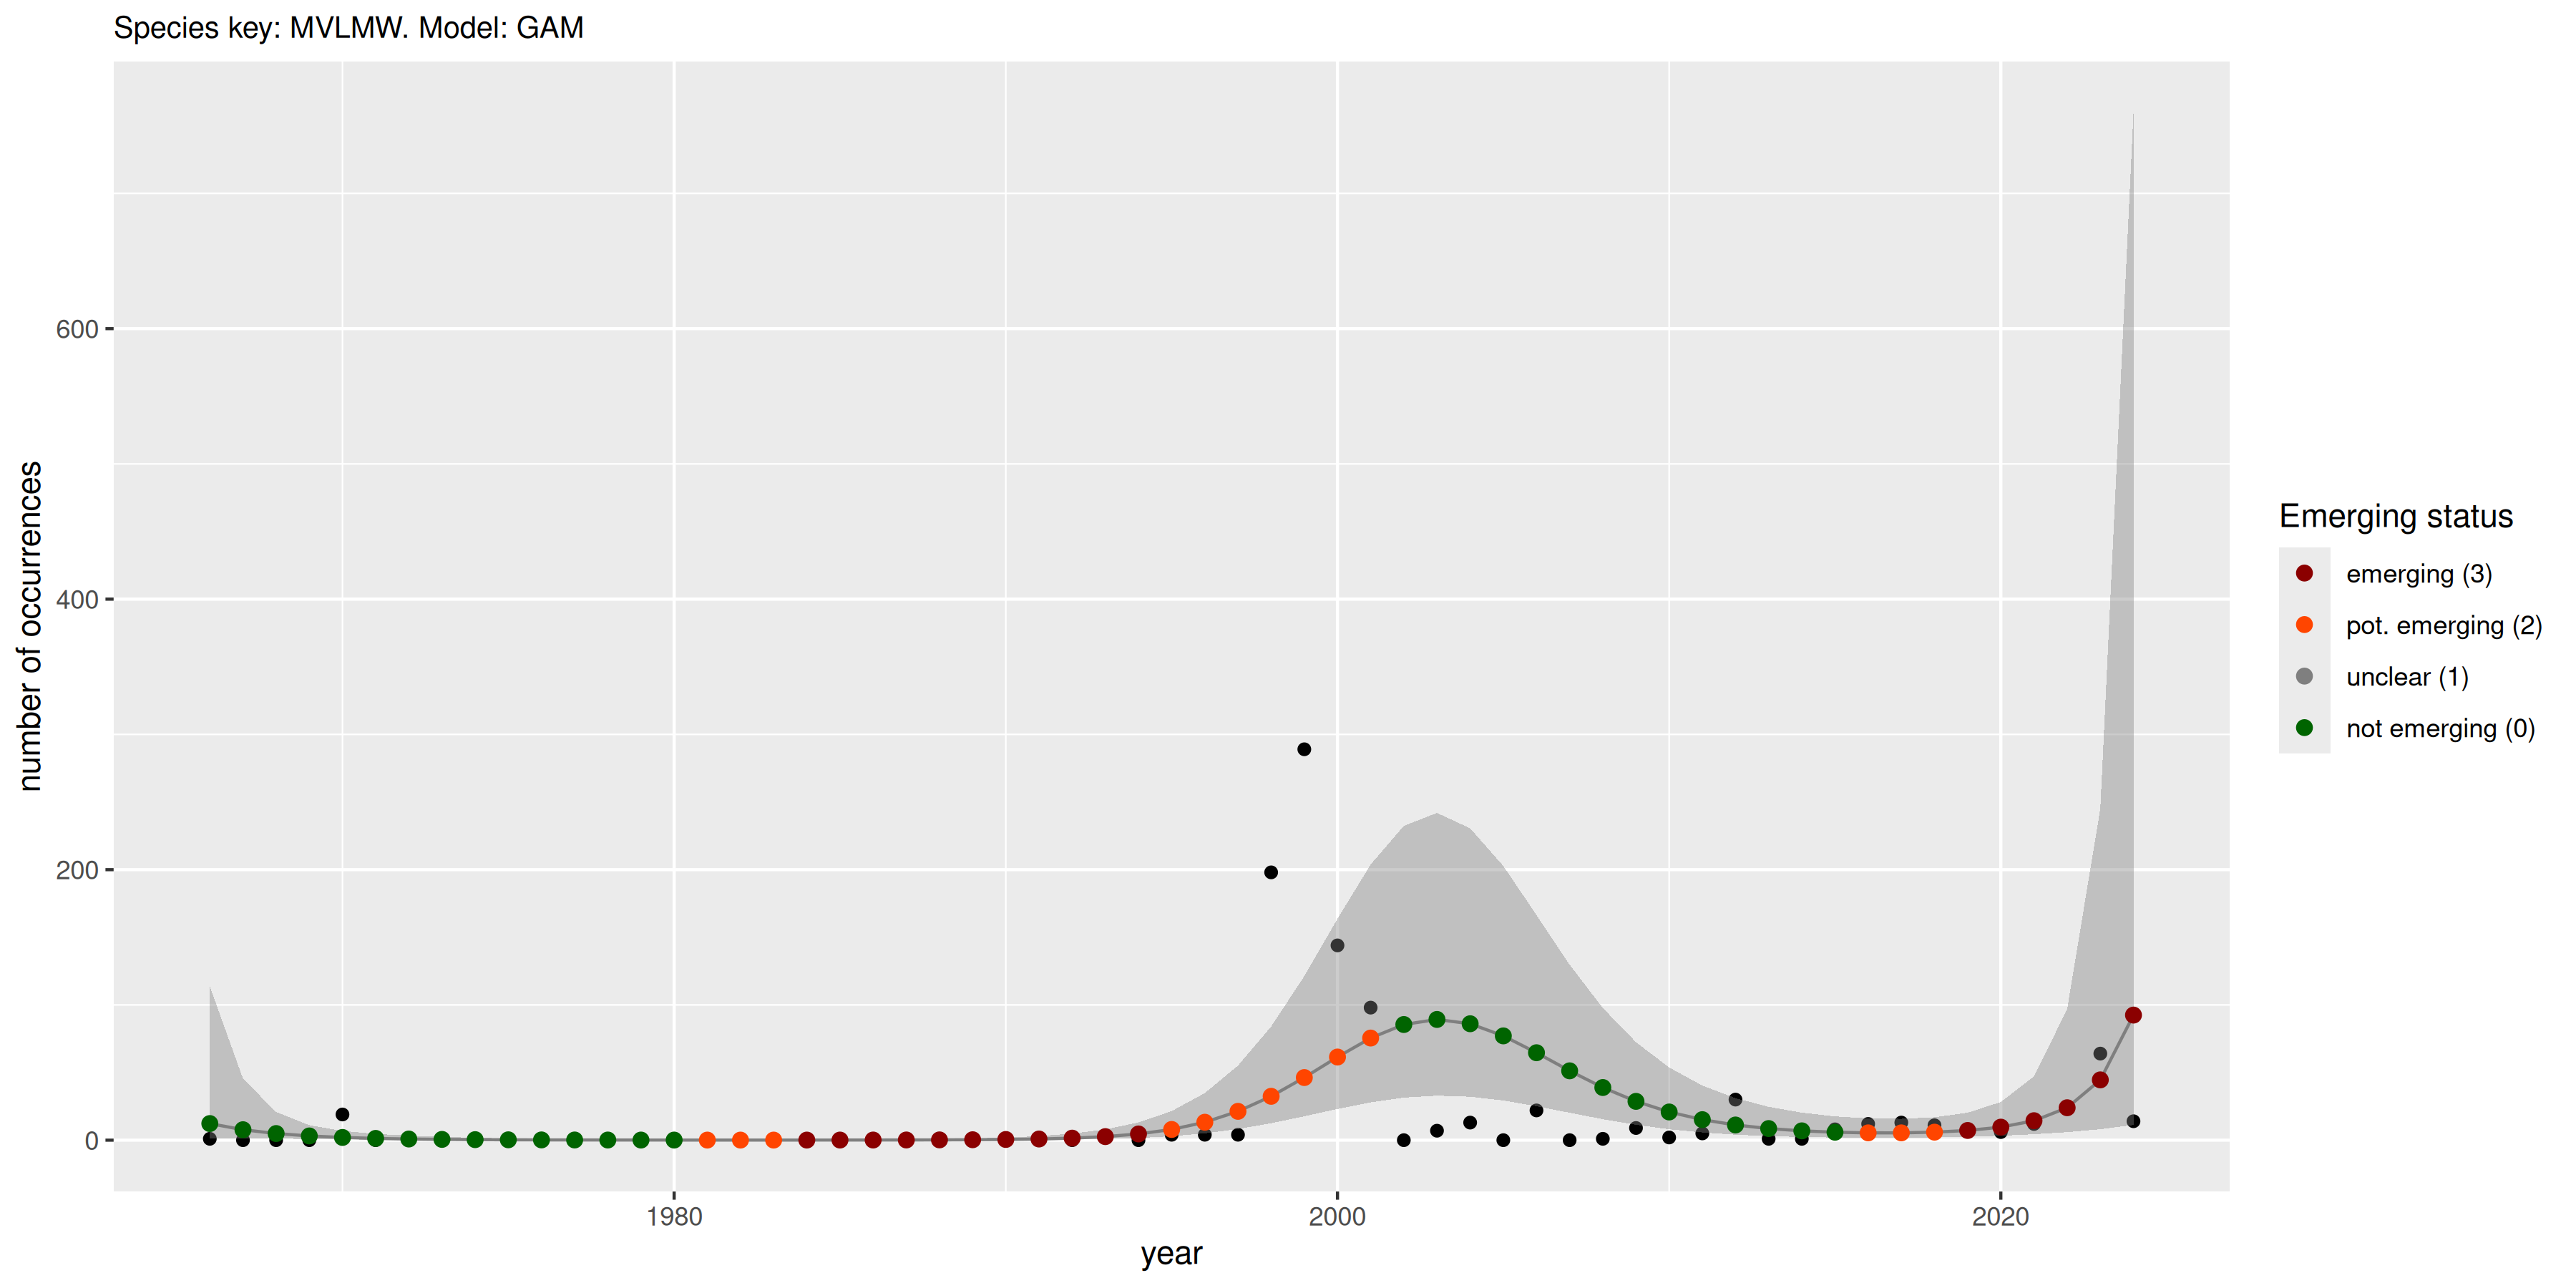 Species key: MVLMW. Model: GAM
number of occurrences
600
400
200
0
1980
2000
2020
year
Emerging status
emerging (3)
pot. emerging (2)
unclear (1)
not emerging (0)